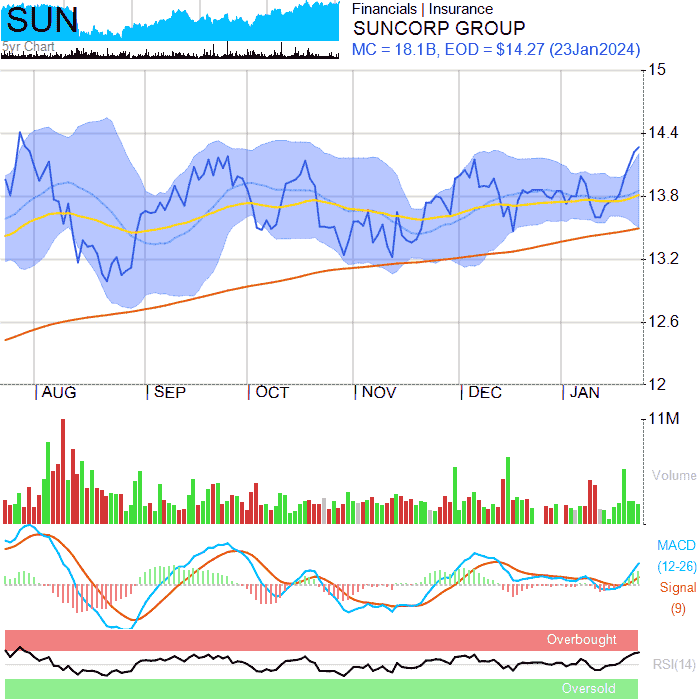 SUN
5yr Chart
Financials | Insurance
SUNCORP GROUP
MC = 18.1B, EOD = $14.27 (23Jan2024)
15
14.4
13.8
13.2
12.6
12
AUG SEP OCT NOV DEC JAN
11M
Volume
MACD
(12-26)
Signal
(9)
Overbought
RSI(14)
Oversold